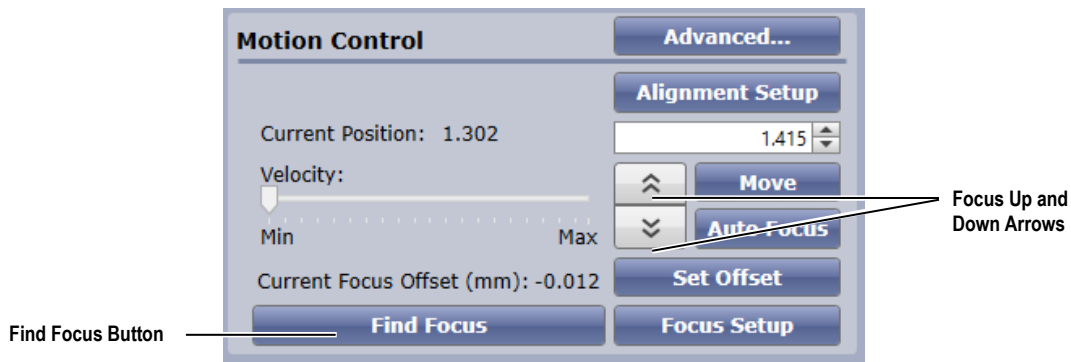 Motion Control
Advanced...
Alignment Setup
Current Position: 1.302
1.415
Velocity:
Move
Focus Up and
Down Arrows
Auto Focus
Min
Max
Current Focus Offset (mm): -0.012
Set Offset
Find Focus Button
Find Focus
Focus Setup